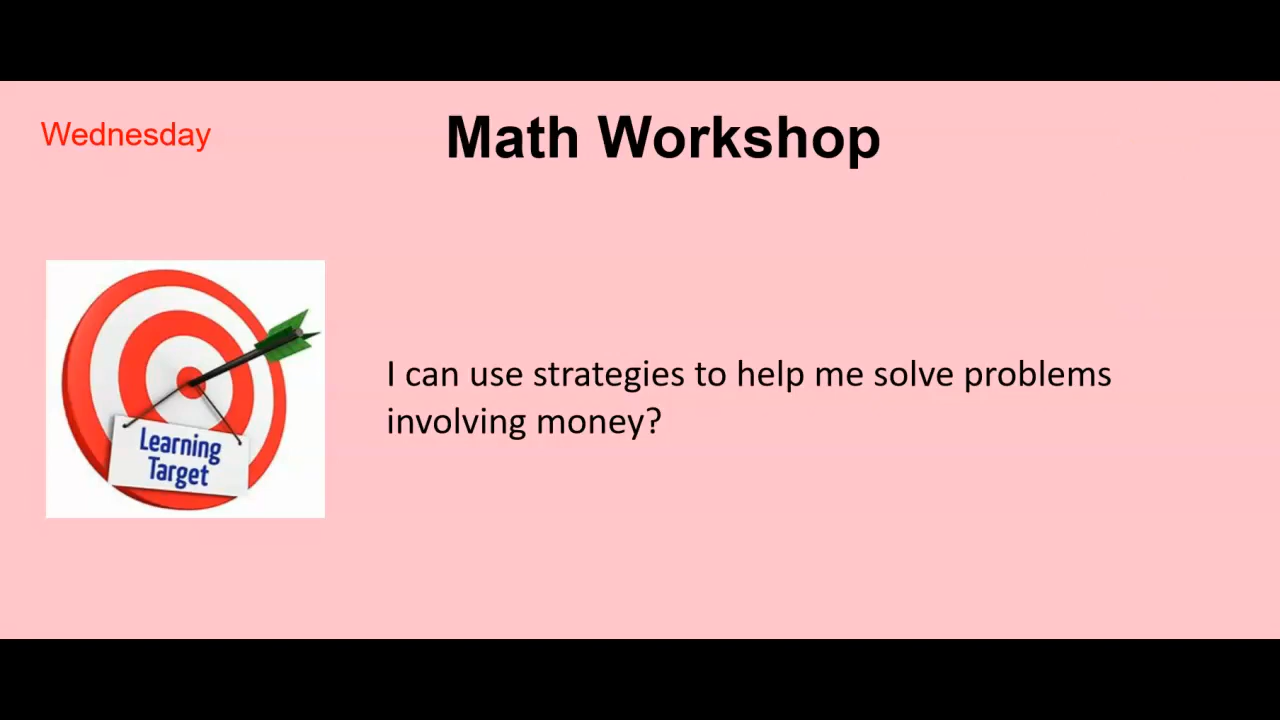 Wednesday
Math Workshop
Learning
Target
I can use strategies to help me solve problems
involving money?